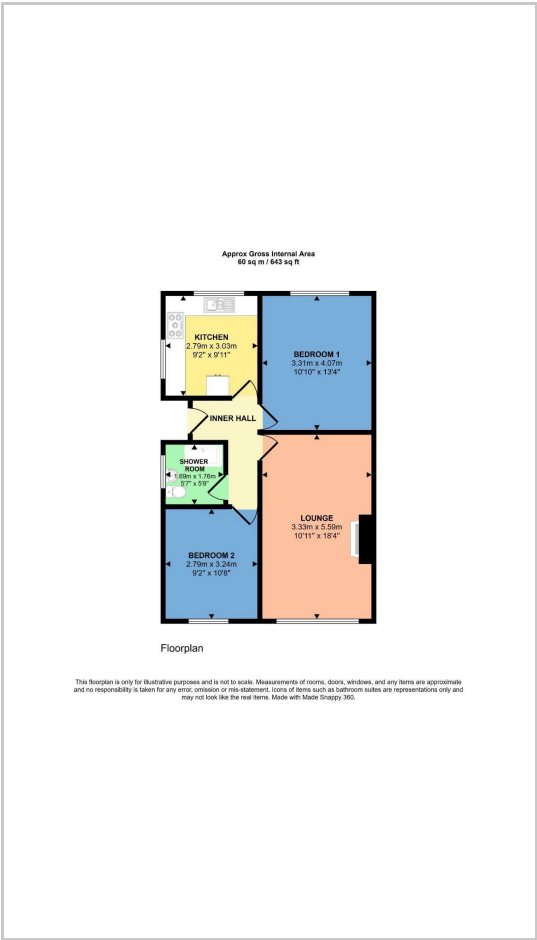 Approx Gross Internal Area
60 sq m / 643 sq ft
KITCHEN
2.79m x 3.03m
9'2" x 9'11"
BEDROOM 1
3.31m x 4.07m
10'10" x 13'4"
INNER HALL
SHOWER
ROOM
1.69m x 1.76m
5'7" x 5'9"
LOUNGE
3.33m x 5.59m
10'11" x 18'4"
BEDROOM 2
2.79m x 3.24m
9'2" x 10'8"
Floorplan
This floorplan is only for illustrative purposes and is not to scale. Measurements of rooms, doors, windows, and any items are approximate
and no responsibility is taken for any error, omission or mis-statement. Icons of items such as bathroom suites are representations only and
may not look like the real items. Made with Made Snappy 360.